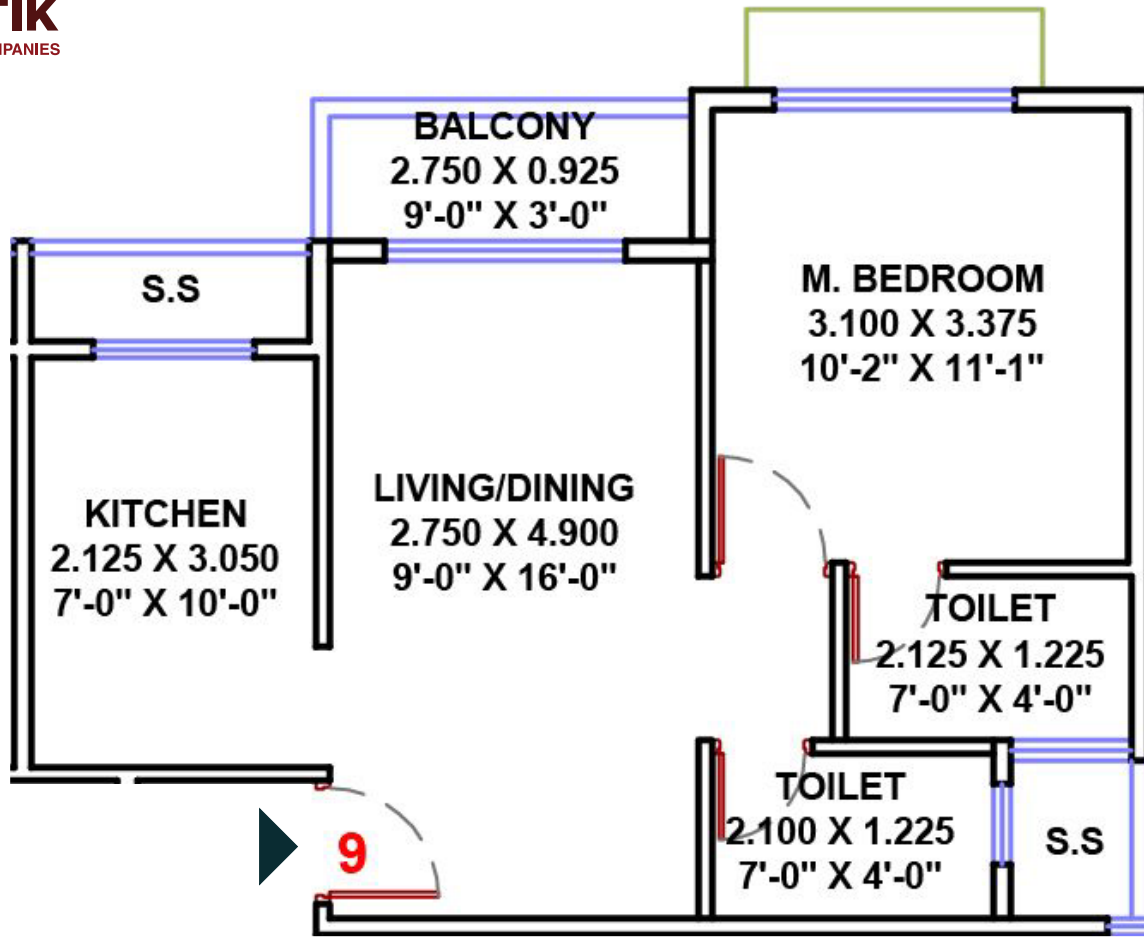 MPANIES
BALCONY
2.750 X 0.925
9'-0" X 3'-0"
S.S
M. BEDROOM
3.100 X 3.375
10'-2" X 11'-1"
KITCHEN
2.125 X 3.050
7'-0" X 10'-0"
LIVING/DINING
2.750 X 4.900
9'-0" X 16'-0"
TOILET
2.125 X 1.225
7'-0" X 4'-0"
TOILET
2.100 X 1.225
7'-0" X 4'-0"
S.S
9